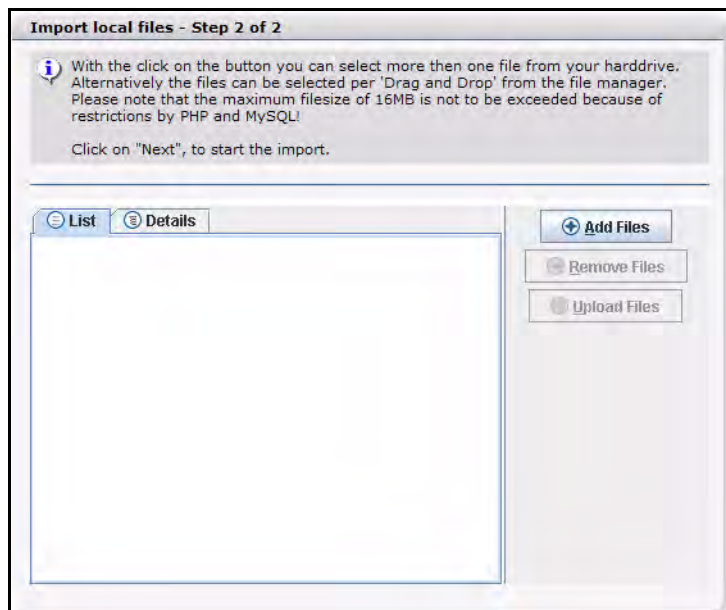 Import local files - Step 2 of 2
With the click on the button you can select more then one file from your harddrive.
Alternatively the files can be selected per 'Drag and Drop' from the file manager.
Please note that the maximum filesize of 16MB is not to be exceeded because of
restrictions by PHP and MySQL!
Click on "Next", to start the import.
List Details
Add Files
Remove Files
Upload Files